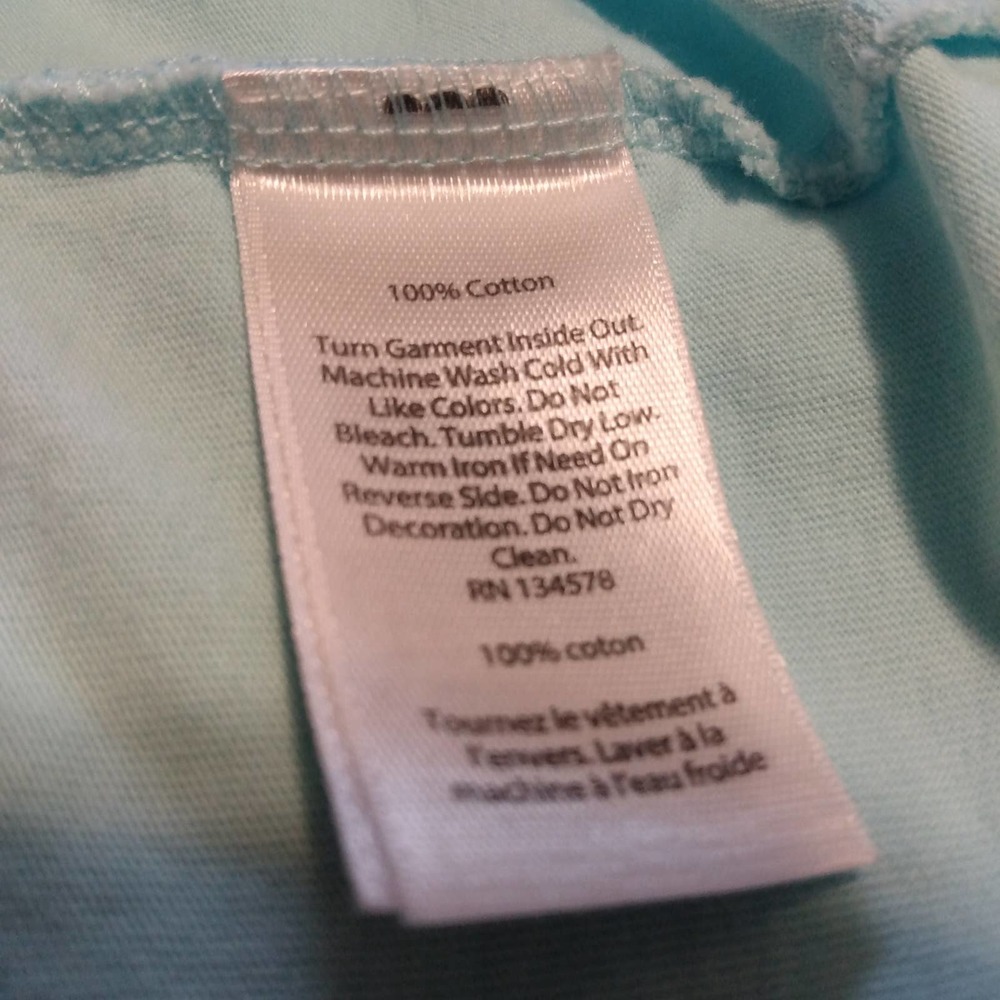 100% Cotton
Turn Garment Inside Out.
Machine Wash Cold With
Like Colors. Do Not
Bleach. Tumble Dry Low.
Warm Iron If Need On
Reverse Side. Do Not Iron
Decoration. Do Not Dry
Clean.
RN 134578
100% coton
Tournez le vêtement à
l'envers. Laver à la
machine à l'eau froide